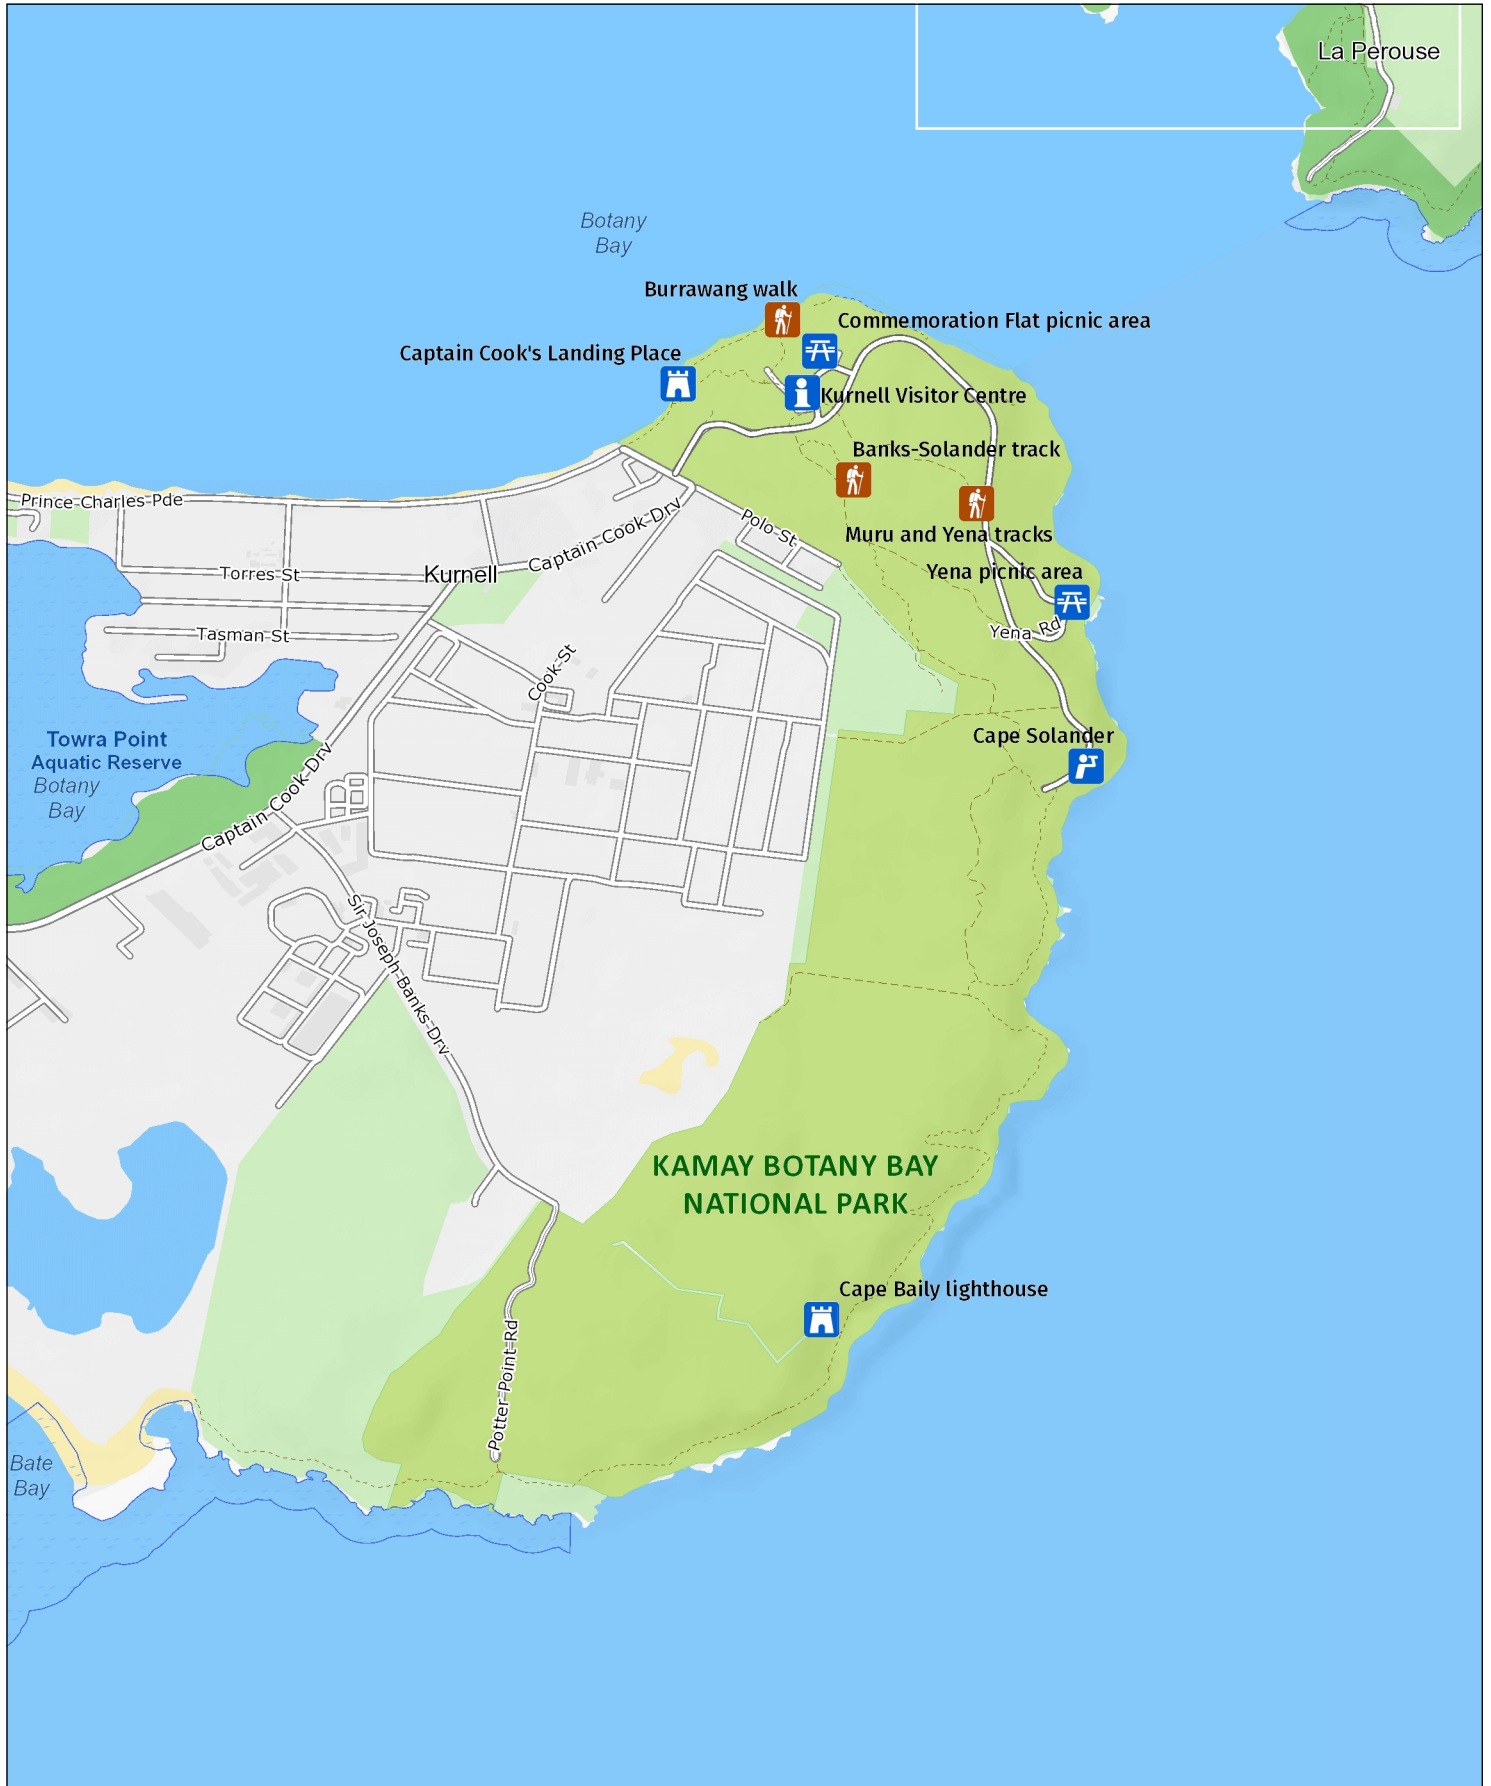 La Perouse
Botany
Bay
Burrawang walk
Commemoration Flat picnic area
Captain Cook's Landing Place
Kurnell Visitor Centre
Banks-Solander track
Prince Charles Pde
Captain Cook Drv
Polo St
Muru and Yena tracks
Torres St
Kurnell
Yena picnic area
Tasman St
Yena Rd
Cook St
Towra Point
Aquatic Reserve
Botany
Bay
Cape Solander
Captain Cook Drv
Sir Joseph Banks Drv
KAMAY BOTANY BAY
NATIONAL PARK
Cape Baily lighthouse
Potter Point Rd
Bate
Bay